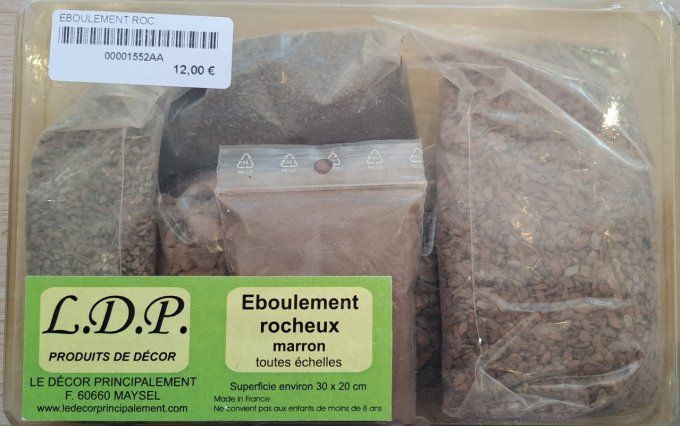 EBOULEMENT ROC
00001552AA
12,00 €
L.D.P.
PRODUITS DE DÉCOR
LE DÉCOR PRINCIPALEMENT
F. 60660 MAYSEL
www.ledecorprincipalement.com
Eboulement
rocheux
marron
toutes échelles
Superficie environ 30 x 20 cm
Made in France
Ne convient pas aux enfants de moins de 8 ans